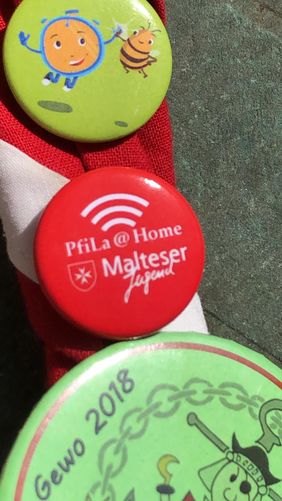 PfiLa @ Home
Malteser
Jugend
Gewo 2018